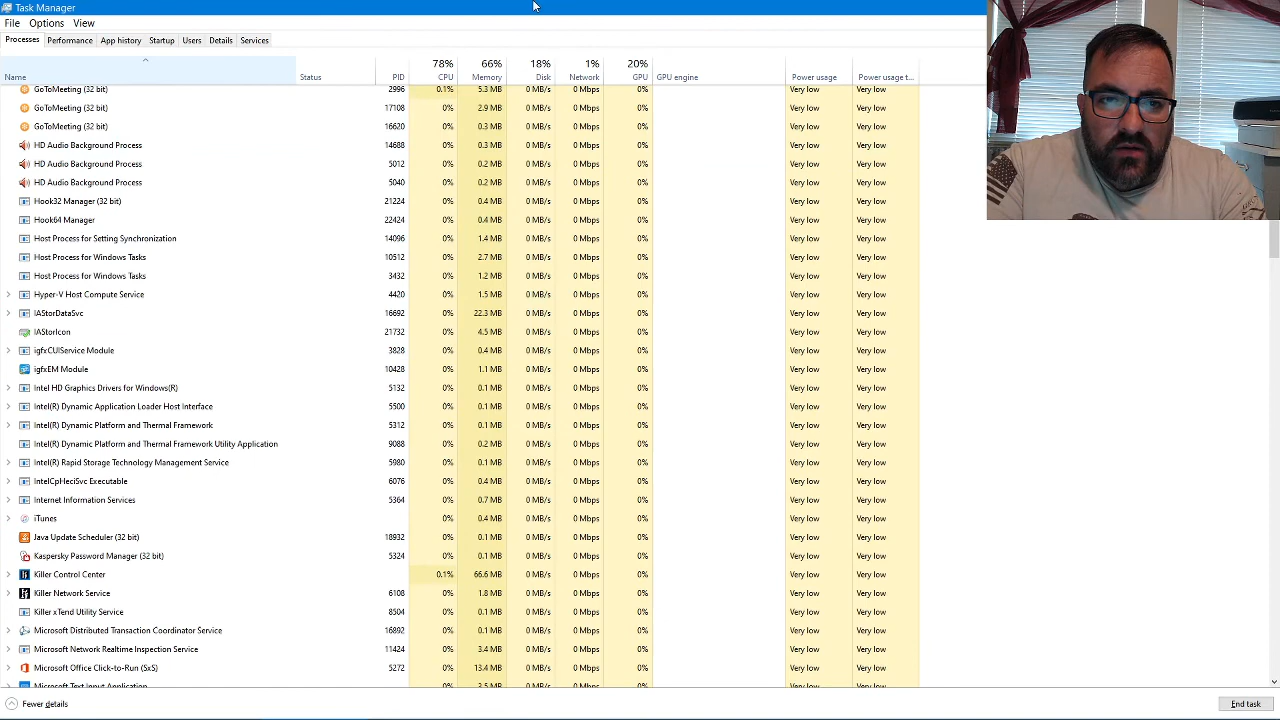 Task Manager
File Options View
Processes Performance App history Startup Users Details Services
78% 18% 1% 20%
Name Status PID CPU Disk Network GPU GPU engine Power usage Power usage t...
GoToMeeting (32 bit) 2996 0.1% 0 MB/s 0 Mbps 0% Very low Very low
GoToMeeting (32 bit) 17108 0% 0 MB/s 0 Mbps 0% Very low Very low
GoToMeeting (32 bit) 16620 0% 0 MB/s 0 Mbps 0% Very low Very low
HD Audio Background Process 14688 0% 0.3 MB 0 MB/s 0 Mbps 0% Very low Very low
HD Audio Background Process 5012 0% 0.2 MB 0 MB/s 0 Mbps 0% Very low Very low
HD Audio Background Process 5040 0% 0.2 MB 0 MB/s 0 Mbps 0% Very low Very low
Hook32 Manager (32 bit) 21224 0% 0.4 MB 0 MB/s 0 Mbps 0% Very low Very low
Hook64 Manager 22424 0% 0.4 MB 0 MB/s 0 Mbps 0% Very low Very low
Host Process for Setting Synchronization 14096 0% 1.4 MB 0 MB/s 0 Mbps 0% Very low Very low
Host Process for Windows Tasks 10512 0% 2.7 MB 0 MB/s 0 Mbps 0% Very low Very low
Host Process for Windows Tasks 3432 0% 1.2 MB 0 MB/s 0 Mbps 0% Very low Very low
Hyper-V Host Compute Service 4420 0% 1.5 MB 0 MB/s 0 Mbps 0% Very low Very low
IAStorDataSvc 16692 0% 22.3 MB 0 MB/s 0 Mbps 0% Very low Very low
IAStorIcon 21732 0% 4.5 MB 0 MB/s 0 Mbps 0% Very low Very low
igfxCUIService Module 3828 0% 0.4 MB 0 MB/s 0 Mbps 0% Very low Very low
igfxEM Module 10428 0% 1.1 MB 0 MB/s 0 Mbps 0% Very low Very low
Intel HD Graphics Drivers for Windows(R) 5132 0% 0.1 MB 0 MB/s 0 Mbps 0% Very low Very low
Intel(R) Dynamic Application Loader Host Interface 5500 0% 0.1 MB 0 MB/s 0 Mbps 0% Very low Very low
Intel(R) Dynamic Platform and Thermal Framework 5312 0% 0.1 MB 0 MB/s 0 Mbps 0% Very low Very low
Intel(R) Dynamic Platform and Thermal Framework Utility Application 9088 0% 0.2 MB 0 MB/s 0 Mbps 0% Very low Very low
Intel(R) Rapid Storage Technology Management Service 5980 0% 0.1 MB 0 MB/s 0 Mbps 0% Very low Very low
IntelCpHeciSvc Executable 6076 0% 0.4 MB 0 MB/s 0 Mbps 0% Very low Very low
Internet Information Services 5364 0% 0.7 MB 0 MB/s 0 Mbps 0% Very low Very low
iTunes 0% 0.4 MB 0 MB/s 0 Mbps 0% Very low Very low
Java Update Scheduler (32 bit) 18932 0% 0.1 MB 0 MB/s 0 Mbps 0% Very low Very low
Kaspersky Password Manager (32 bit) 5324 0% 0.1 MB 0 MB/s 0 Mbps 0% Very low Very low
Killer Control Center 0.1% 66.6 MB 0 MB/s 0 Mbps 0% Very low Very low
Killer Network Service 6108 0% 1.8 MB 0 MB/s 0 Mbps 0% Very low Very low
Killer xTend Utility Service 8504 0% 0.1 MB 0 MB/s 0 Mbps 0% Very low Very low
Microsoft Distributed Transaction Coordinator Service 16892 0% 0.1 MB 0 MB/s 0 Mbps 0% Very low Very low
Microsoft Network Realtime Inspection Service 11424 0% 3.4 MB 0 MB/s 0 Mbps 0% Very low Very low
Microsoft Office Click-to-Run (SxS) 5272 0% 13.4 MB 0 MB/s 0 Mbps 0% Very low Very low
Microsoft Text Input Application 0% 0 MB/s 0 Mbps 0% Very low Very low
Fewer details End task